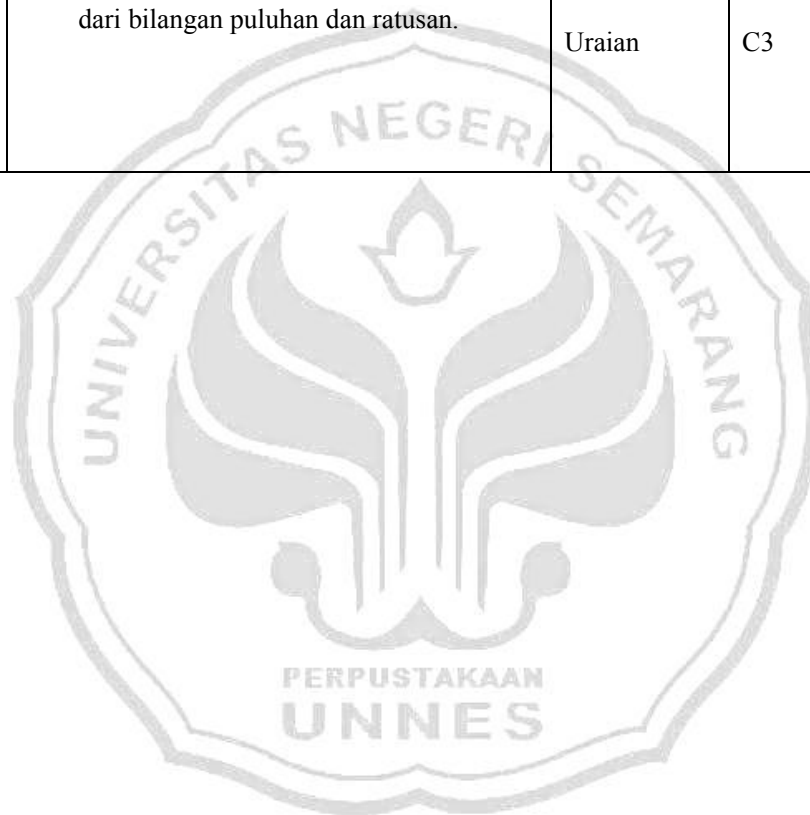 dari bilangan puluhan dan ratusan.
Uraian
C3
UNIVERSITAS NEGERI SEMARANG
PERPUSTAKAAN
UNNES